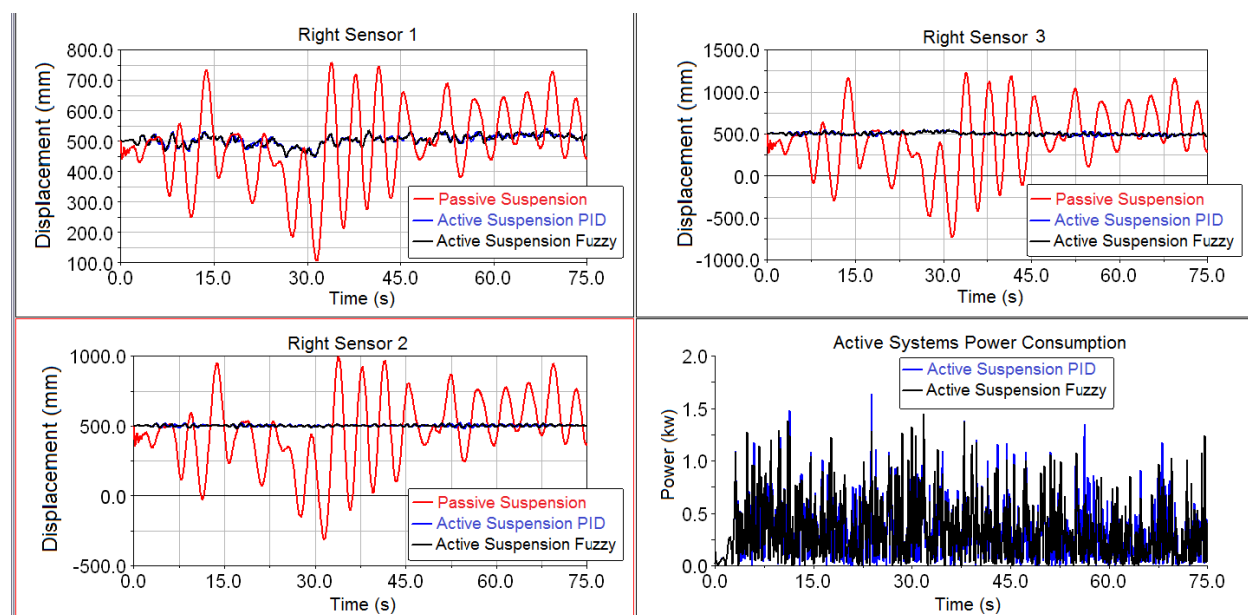 Right Sensor 1
Displacement (mm)
800.0
700.0
600.0
500.0
400.0
300.0
200.0
100.0
0.0 15.0 30.0 45.0 60.0 75.0
Time (s)
Passive Suspension
Active Suspension PID
Active Suspension Fuzzy
Right Sensor 3
Displacement (mm)
1500.0
1000.0
500.0
0.0
-500.0
-1000.0
0.0 15.0 30.0 45.0 60.0 75.0
Time (s)
Passive Suspension
Active Suspension PID
Active Suspension Fuzzy
Right Sensor 2
Displacement (mm)
1000.0
500.0
0.0
-500.0
0.0 15.0 30.0 45.0 60.0 75.0
Time (s)
Passive Suspension
Active Suspension PID
Active Suspension Fuzzy
Active Systems Power Consumption
Power (kw)
2.0
1.5
1.0
0.5
0.0
0.0 15.0 30.0 45.0 60.0 75.0
Time (s)
Active Suspension PID
Active Suspension Fuzzy